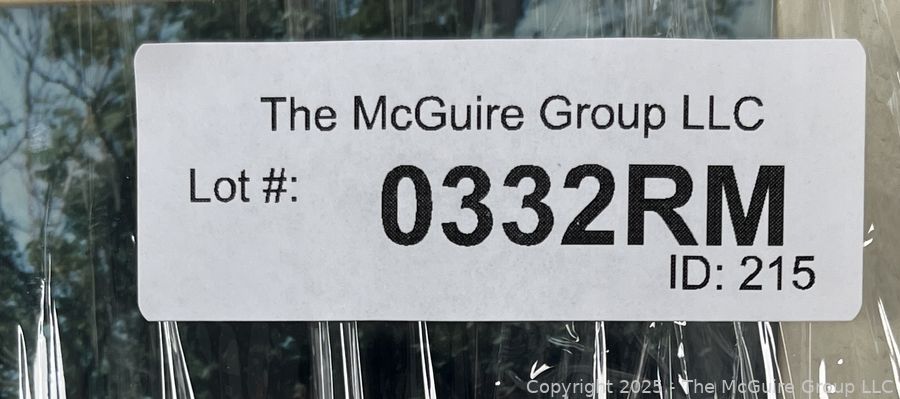 The McGuire Group LLC
Lot #: 0332RM
ID: 215
Copyright 2025 - The McGuire Group LLC